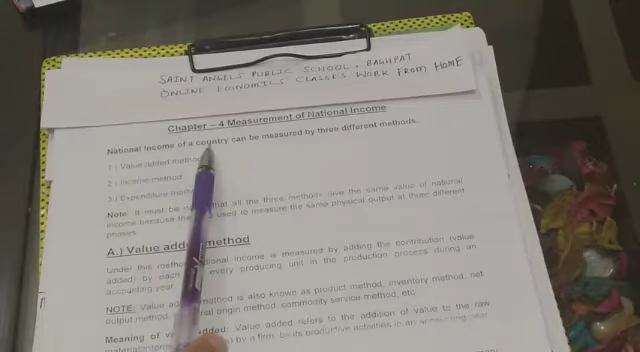 SAINT ANGELS PUBLIC SCHOOL, BAGHPAT
ONLINE ECONOMICS CLASSES WORK FROM HOME
Chapter – 4 Measurement of National Income
National Income of a country can be measured by three different methods.
1.) Value added method
2.) Income method
3.) Expenditure
Note: It must be that all the three methods give the same value of national
income because the used to measure the same physical output at three different
phases.
A.) Value added method
Under this method national income is measured by adding the contribution (value
added) by each every producing unit in the production process during an
accounting year
NOTE: Value method is also known as product method, inventory method, net
output method, origin method, commodity service method, etc
Meaning of added: Value added refers to the addition of value to the raw
by a firm, by its productive activities in an accounting year